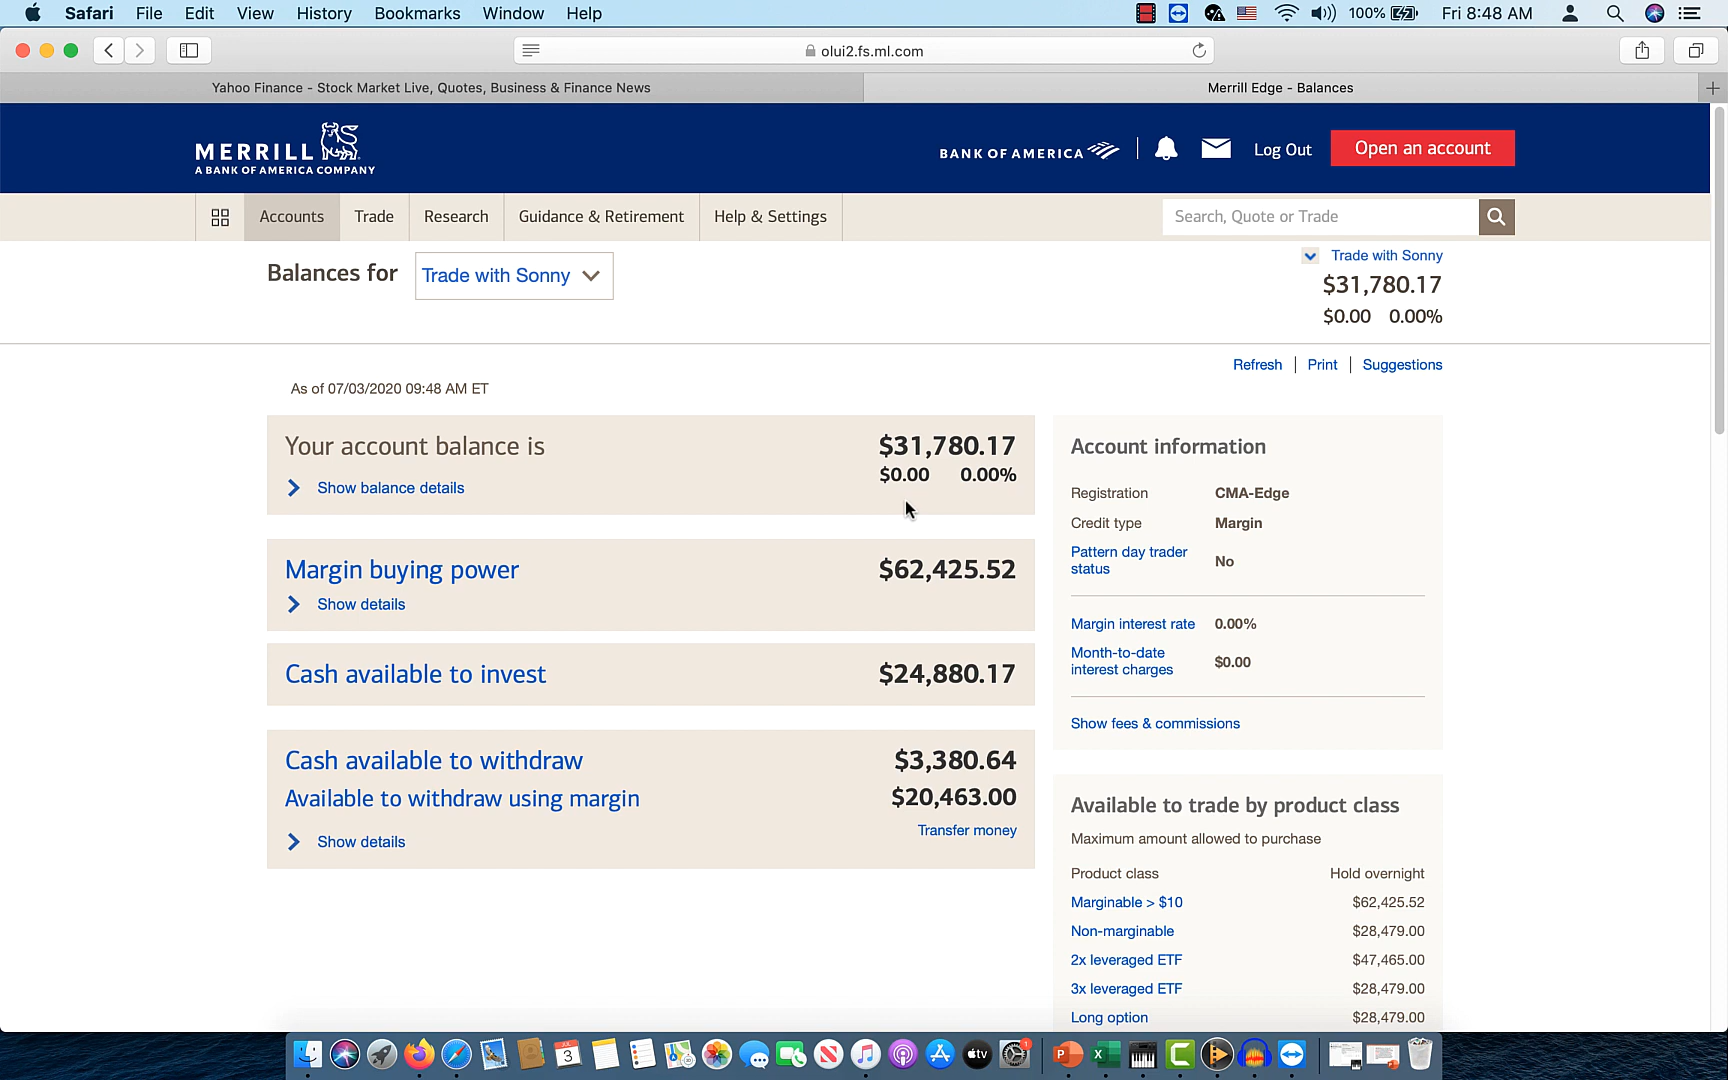 Safari File Edit View History Bookmarks Window Help 100% Fri 8:48 AM
olui2.fs.ml.com
Yahoo Finance - Stock Market Live, Quotes, Business & Finance News
Merrill Edge - Balances
MERRILL
A BANK OF AMERICA COMPANY
BANK OF AMERICA
Log Out
Open an account
Accounts Trade Research Guidance & Retirement Help & Settings
Search, Quote or Trade
Balances for Trade with Sonny
Trade with Sonny
$31,780.17
$0.00 0.00%
Refresh | Print | Suggestions
As of 07/03/2020 09:48 AM ET
Your account balance is $31,780.17
$0.00 0.00%
Show balance details
Margin buying power $62,425.52
Show details
Cash available to invest $24,880.17
Cash available to withdraw $3,380.64
Available to withdraw using margin $20,463.00
Transfer money
Show details
Account information
Registration CMA-Edge
Credit type Margin
Pattern day trader
status No
Margin interest rate 0.00%
Month-to-date
interest charges $0.00
Show fees & commissions
Available to trade by product class
Maximum amount allowed to purchase
Product class Hold overnight
Marginable > $10 $62,425.52
Non-marginable $28,479.00
2x leveraged ETF $47,465.00
3x leveraged ETF $28,479.00
Long option $28,479.00
JUL
3
tv
1
P
X
C